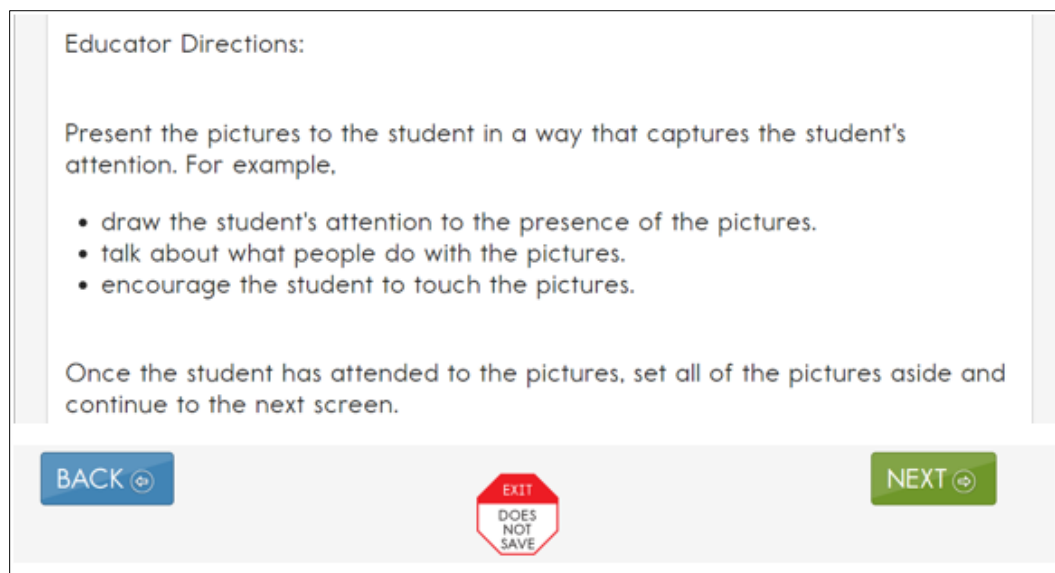 Educator Directions:
Present the pictures to the student in a way that captures the student's
attention. For example,
• draw the student's attention to the presence of the pictures.
• talk about what people do with the pictures.
• encourage the student to touch the pictures.
Once the student has attended to the pictures, set all of the pictures aside and
continue to the next screen.
BACK
EXIT
DOES
NOT
SAVE
NEXT